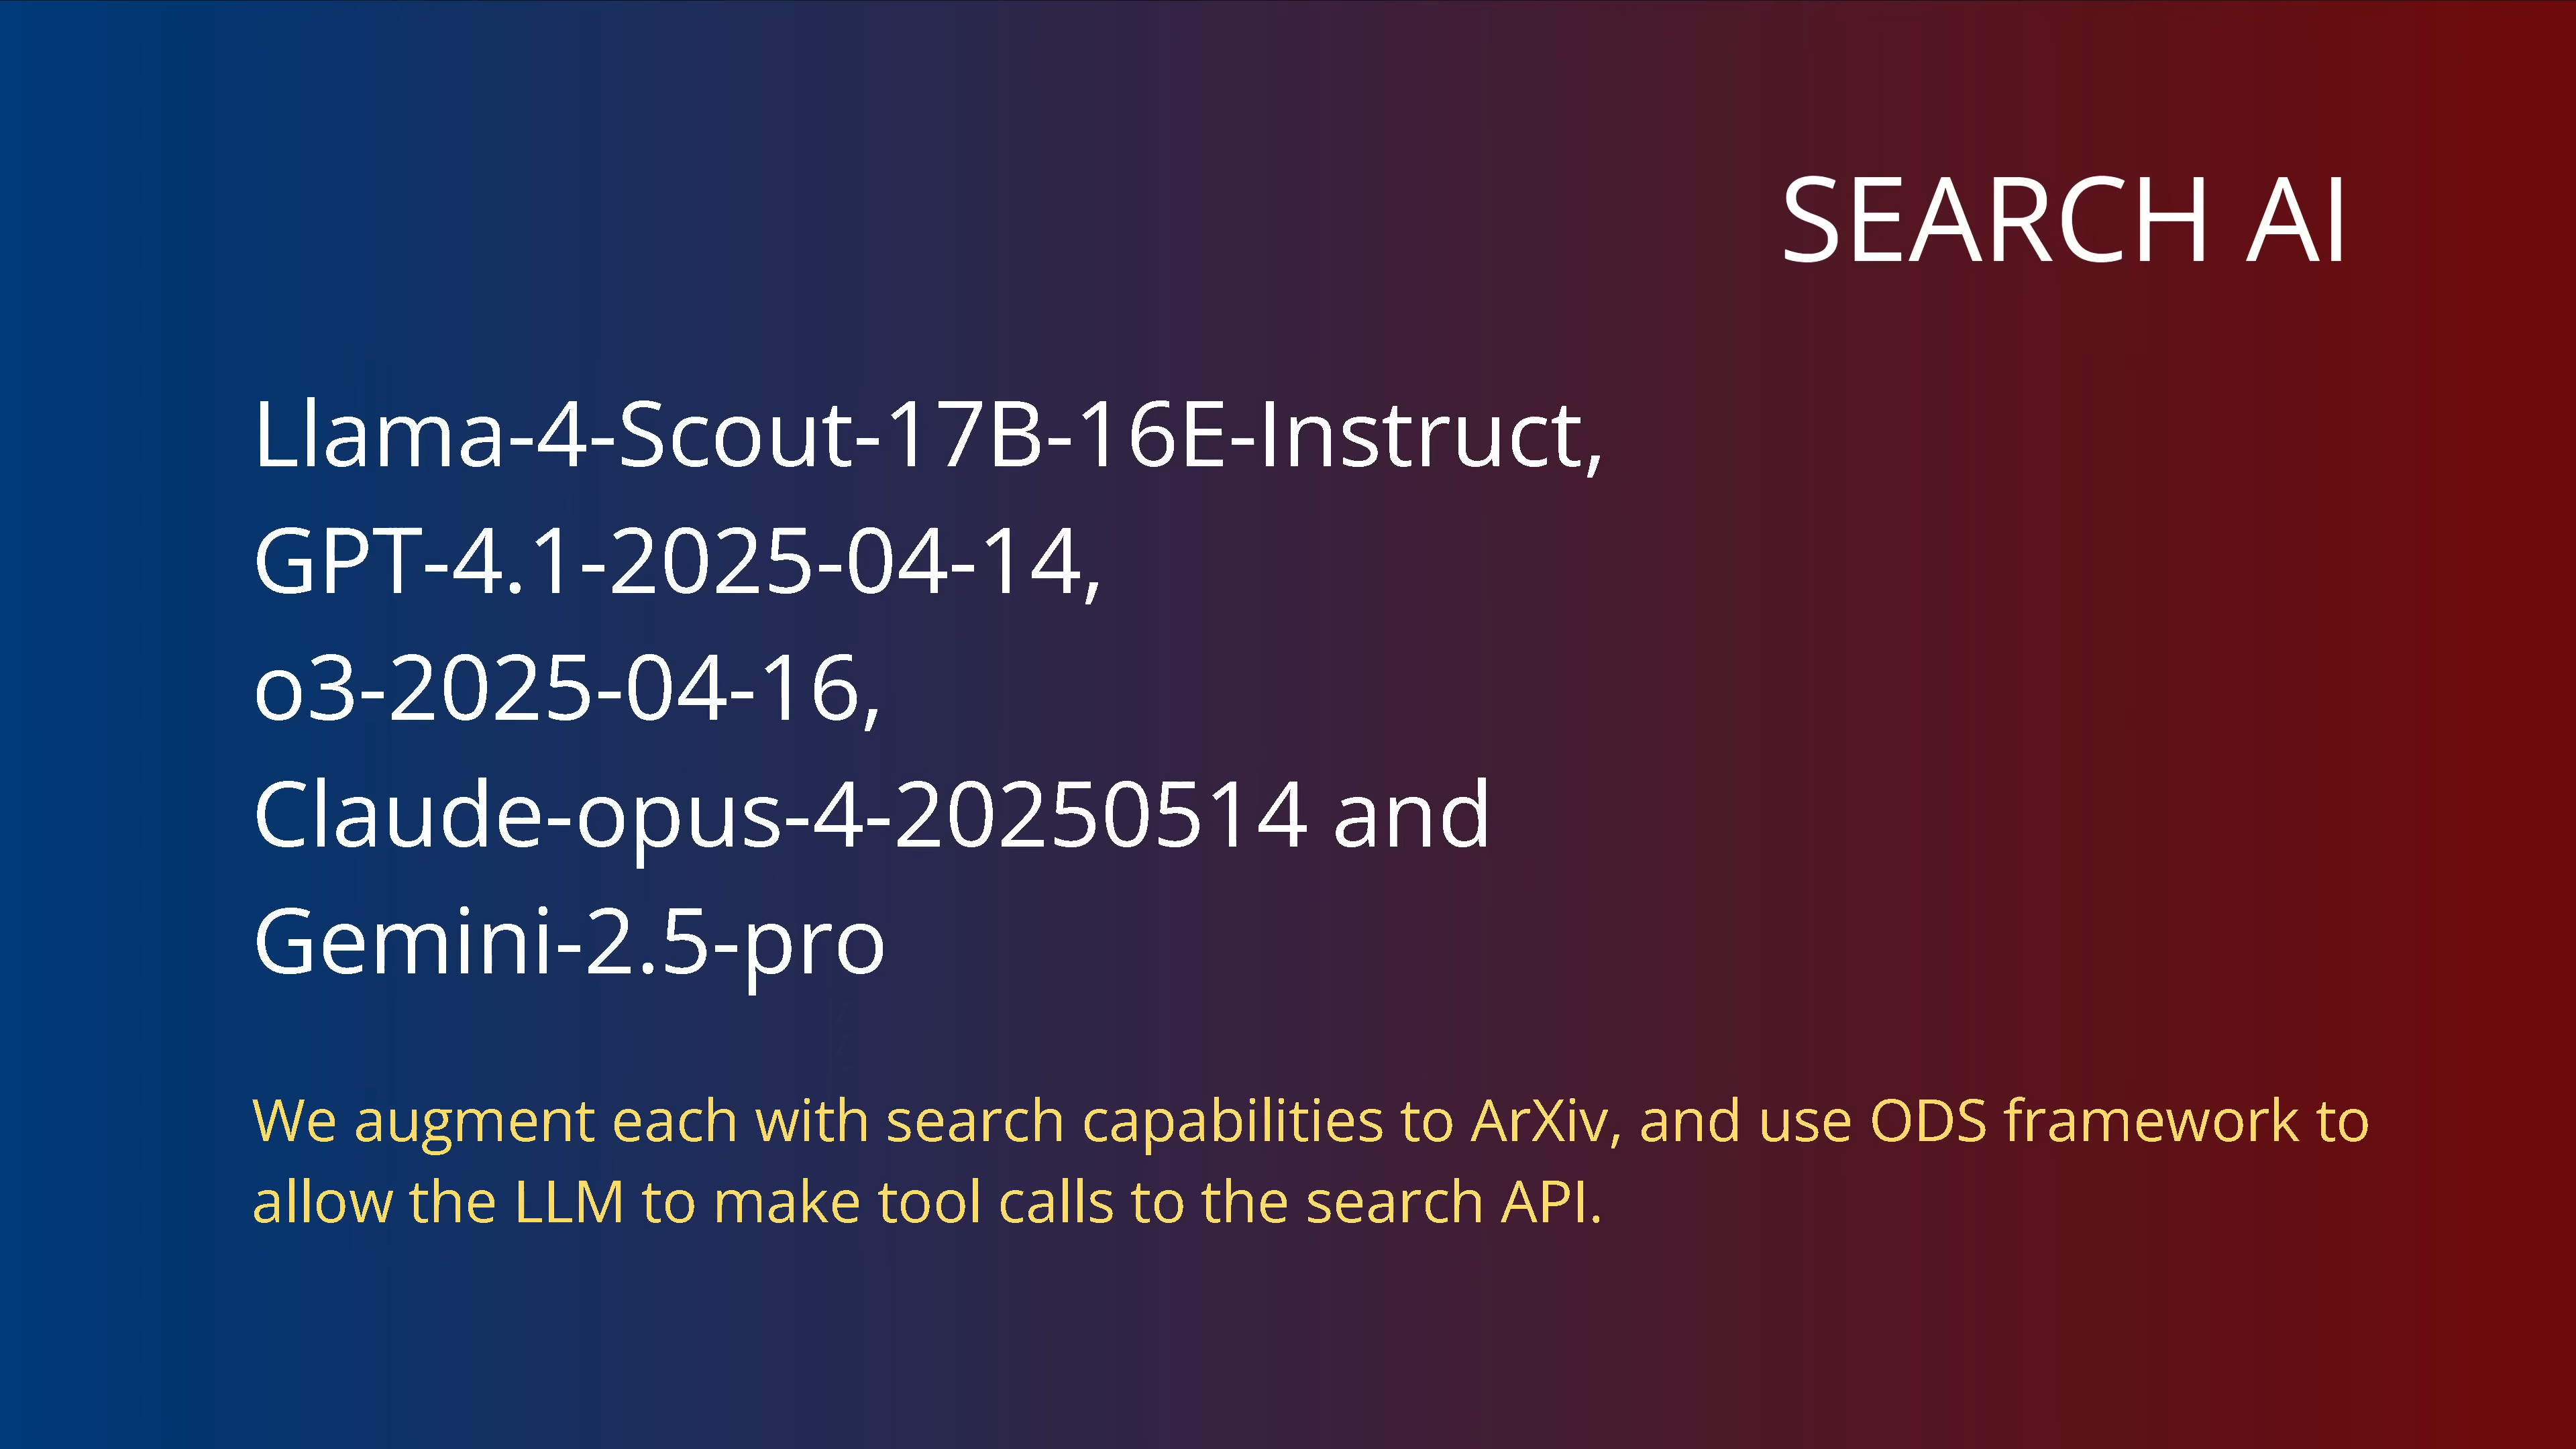 SEARCH AI
Llama-4-Scout-17B-16E-Instruct,
GPT-4.1-2025-04-14,
o3-2025-04-16,
Claude-opus-4-20250514 and
Gemini-2.5-pro
We augment each with search capabilities to ArXiv, and use ODS framework to
allow the LLM to make tool calls to the search API.